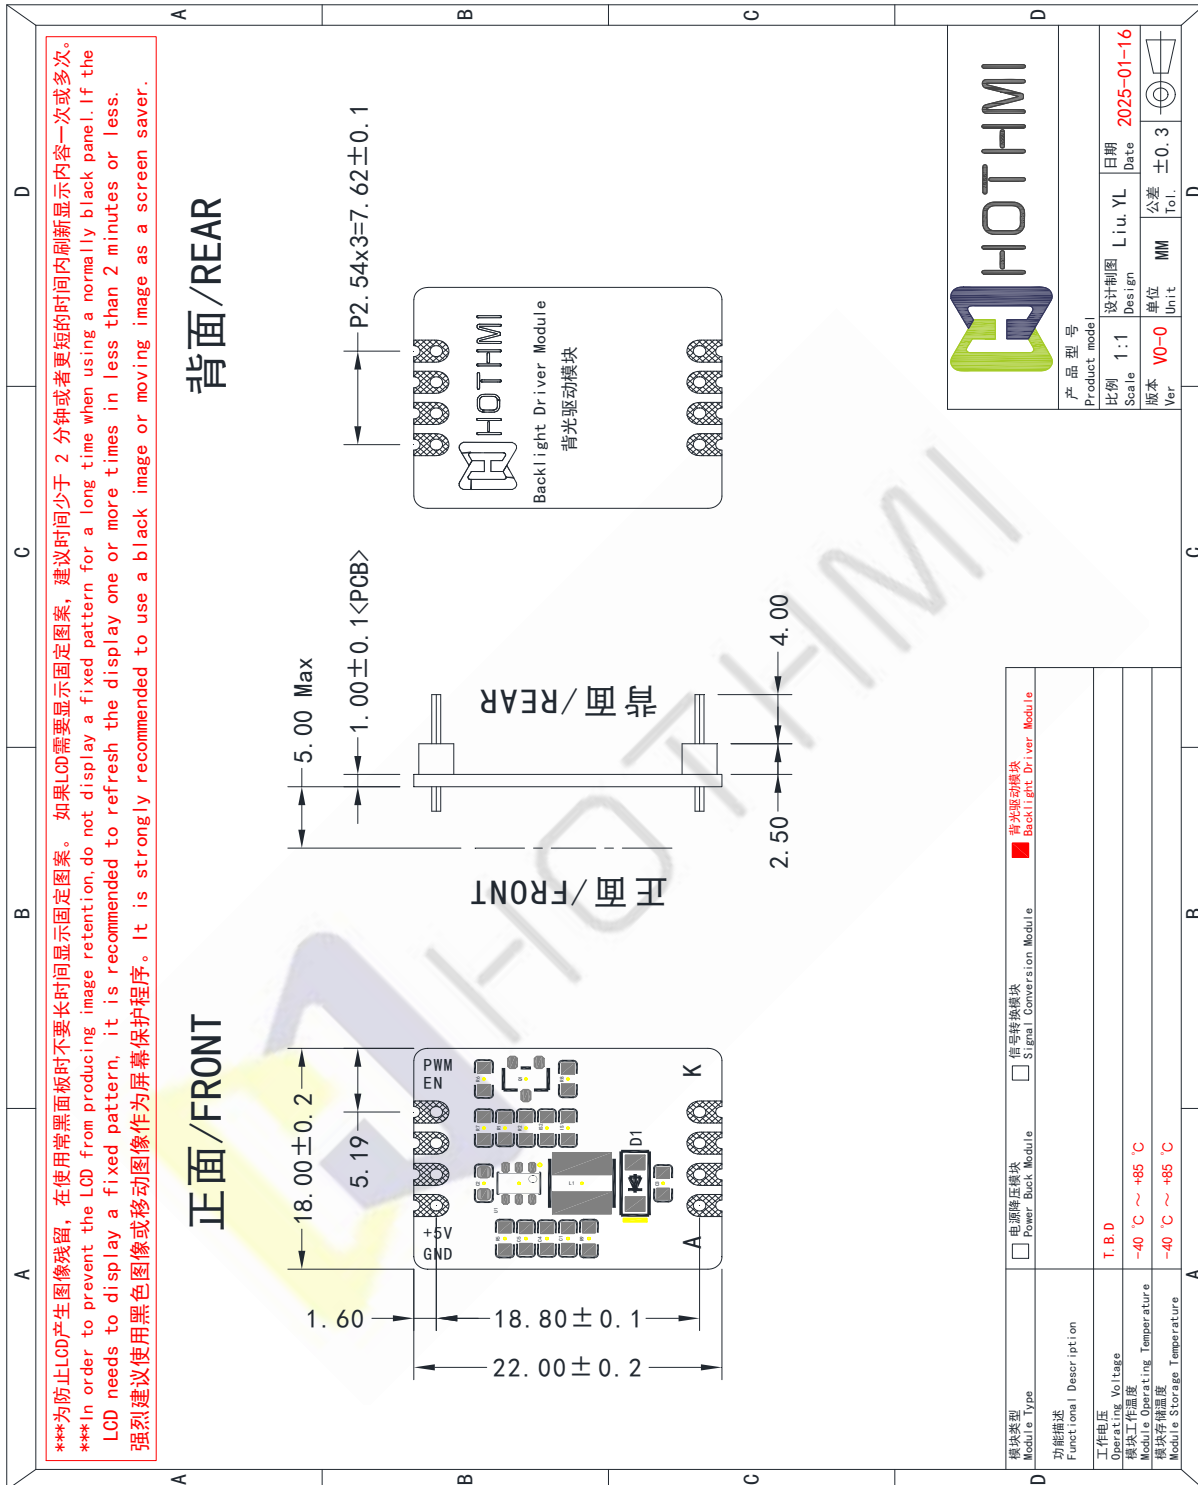 ***为防止LCD产生图像残留，在使用常黑面板时不要长时间显示固定图案。 如果LCD需要显示固定图案，建议时间少于 2 分钟或者更短的时间内刷新显示内容一次或多次。
***In order to prevent the LCD from producing image retention,do not display a fixed pattern for a long time when using a normally black panel.If the
LCD needs to display a fixed pattern, it is recommended to refresh the display one or more times in less than 2 minutes or less.
强烈建议使用黑色图像或移动图像作为屏幕保护程序。It is strongly recommended to use a black image or moving image as a screen saver.
A
B
C
D
A
B
C
D
正面/FRONT
背面/REAR
18.00±0.2
5.19
5.00 Max
1.00±0.1<PCB>
P2.54x3=7.62±0.1
+5V
GND
PWM
EN
A
K
D1
L1
1.60
18.80±0.1
22.00±0.2
正面/FRONT
背面/REAR
2.50
4.00
HOTHMI
Backlight Driver Module
背光驱动模块
HOTHMI
模块类型
Module Type
电源降压模块
Power Buck Module
信号转换模块
Signal Conversion Module
背光驱动模块
Backlight Driver Module
功能描述
Functional Description
工作电压
Operating Voltage
T.B.D
模块工作温度
Module Operating Temperature
-40 ℃ ～ +85 ℃
模块存储温度
Module Storage Temperature
-40 ℃ ～ +85 ℃
HOTHMI
产 品 型 号
Product model
比例
Scale
1:1
设计制图
Design
Liu.YL
日期
Date
2025-01-16
版本
Ver
V0-0
单位
Unit
MM
公差
Tol.
±0.3
A
B
C
D
A
B
C
D